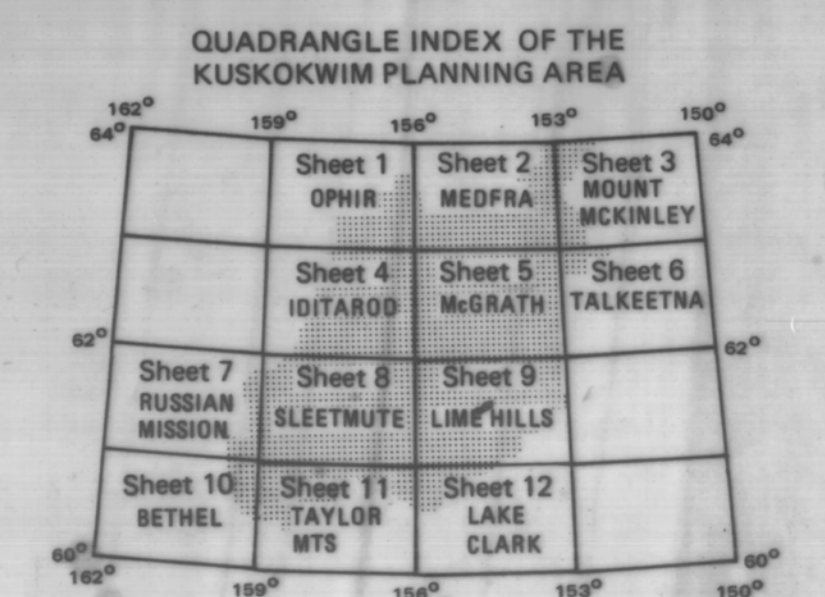 QUADRANGLE INDEX OF THE
KUSKOKWIM PLANNING AREA
162° 159° 156° 153° 150°
64° 64°
Sheet 1
OPHIR
Sheet 2
MEDFRA
Sheet 3
MOUNT
MCKINLEY
Sheet 4
IDITAROD
Sheet 5
McGRATH
Sheet 6
TALKEETNA
62° 62°
Sheet 7
RUSSIAN
MISSION
Sheet 8
SLEETMUTE
Sheet 9
LIME HILLS
Sheet 10
BETHEL
Sheet 11
TAYLOR
MTS
Sheet 12
LAKE
CLARK
60° 60°
162° 159° 156° 153° 150°